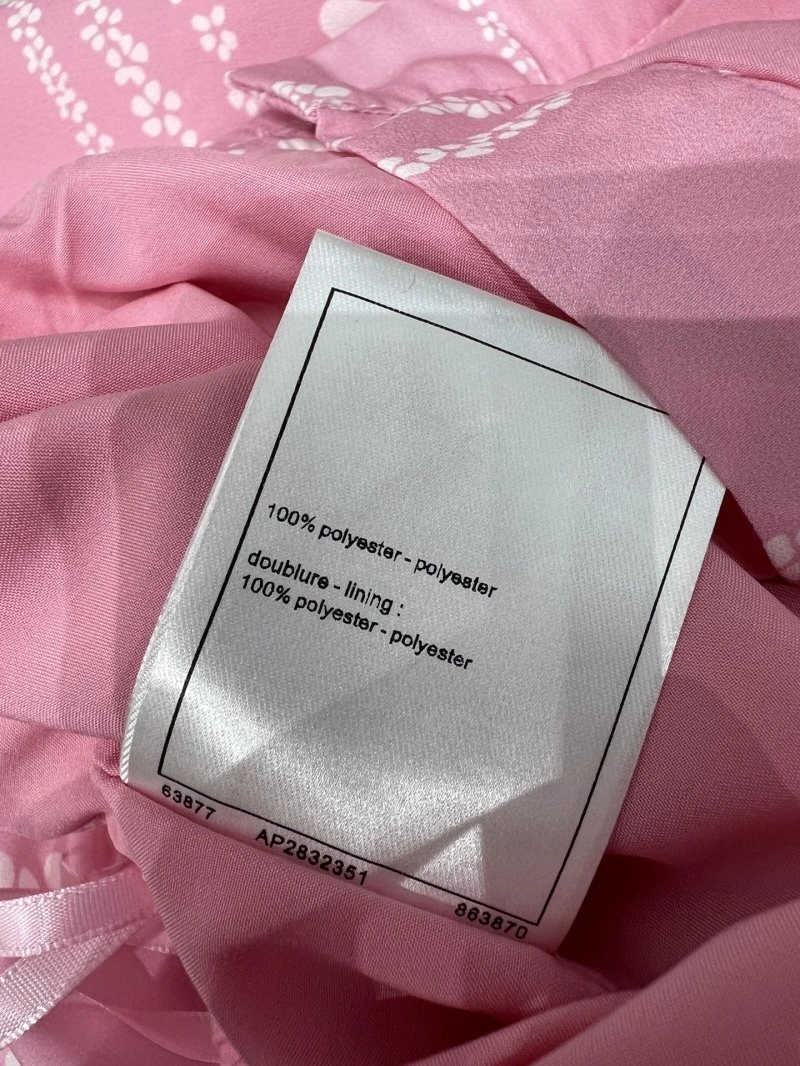 100% polyester - polyester
doublure - lining :
100% polyester - polyester
63877 AP2832351 863870